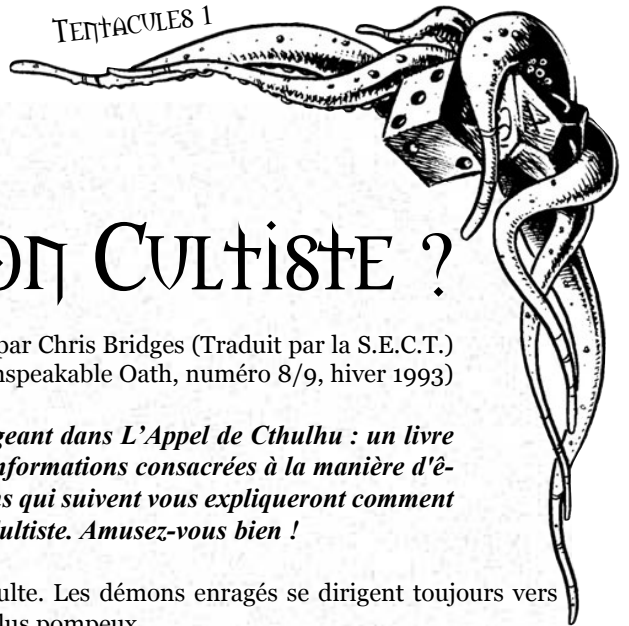 Tentacules 1
on Cultiste ?
par Chris Bridges (Traduit par la S.E.C.T.)
nspeakable Oath, numéro 8/9, hiver 1993)
geant dans L’Appel de Cthulhu : un livre
nformations consacrées à la manière d'ê-
ns qui suivent vous expliqueront comment
ultiste. Amusez-vous bien !
ulte. Les démons enragés se dirigent toujours vers
lus pompeux.